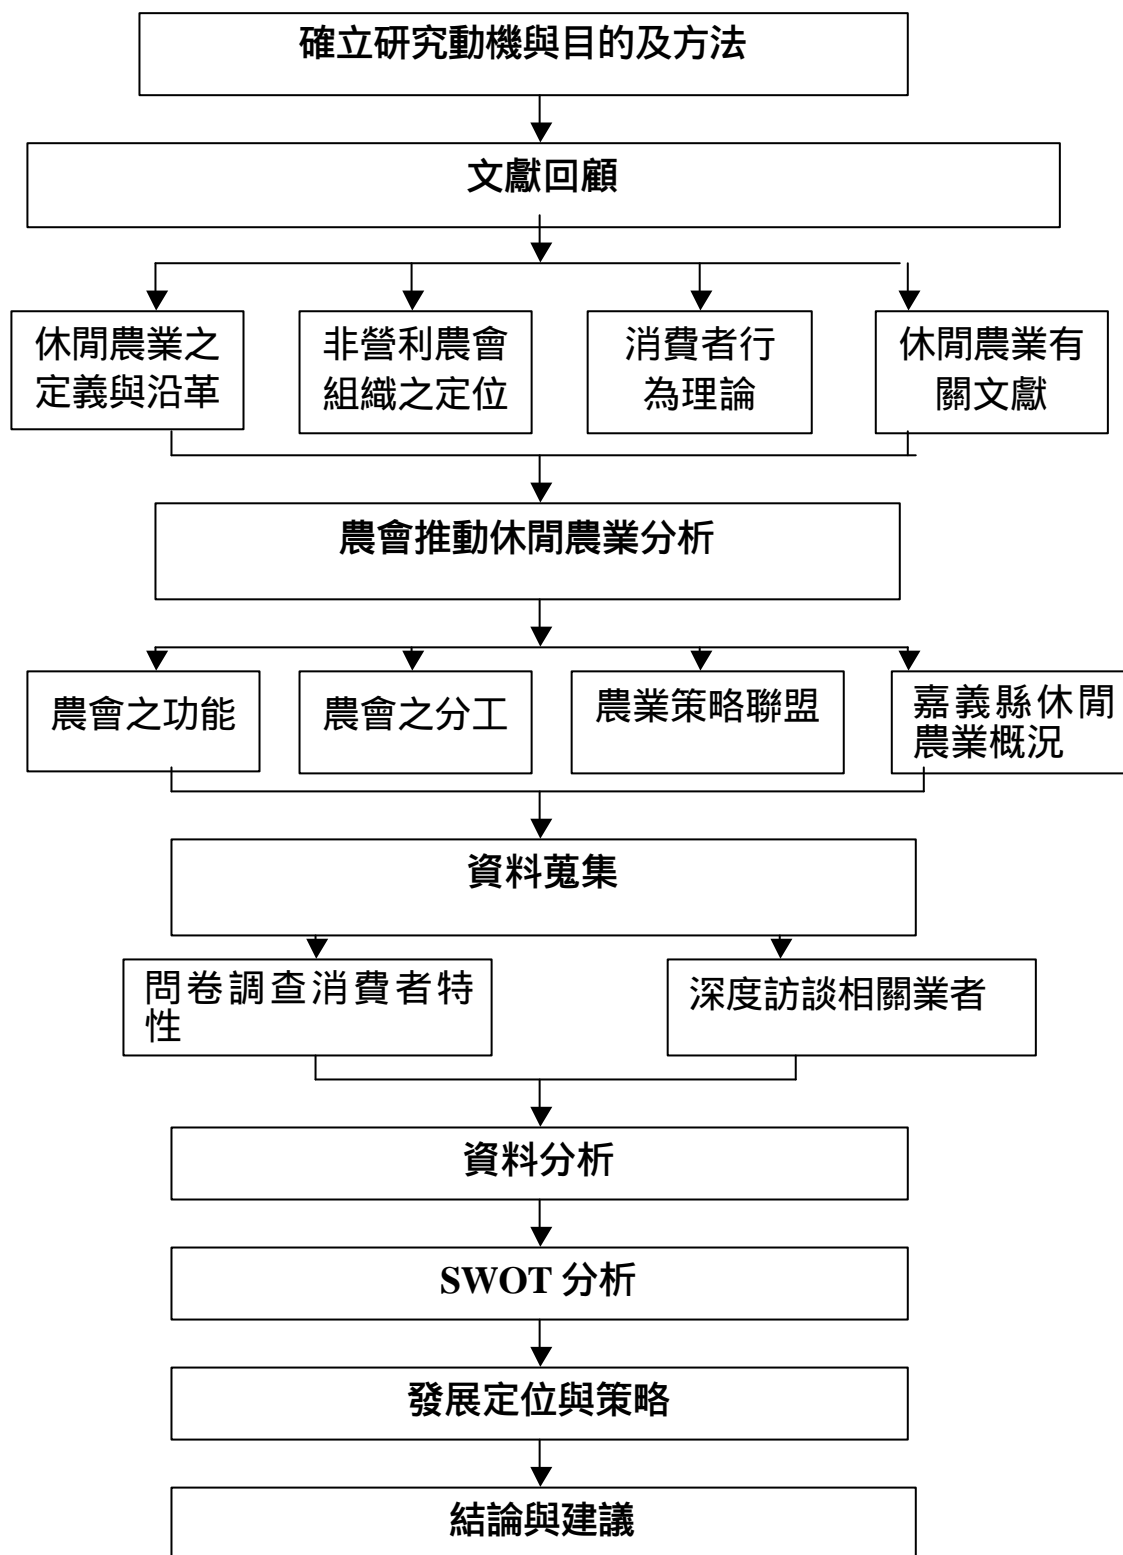 確立研究動機與目的及方法
文獻回顧
休閒農業之
定義與沿革
非營利農會
組織之定位
消費者行
為理論
休閒農業有
關文獻
農會推動休閒農業分析
農會之功能
農會之分工
農業策略聯盟
嘉義縣休閒
農業概況
資料蒐集
問卷調查消費者特
性
深度訪談相關業者
資料分析
SWOT 分析
發展定位與策略
結論與建議